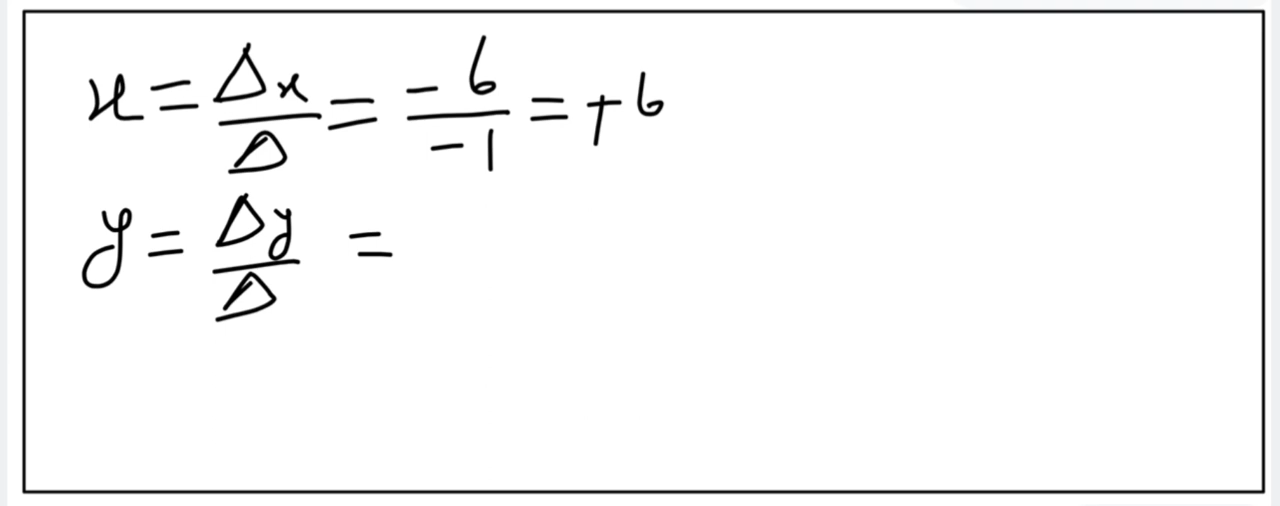 x = Δx/Δ = -6/-1 = +6
y = Δy/Δ =